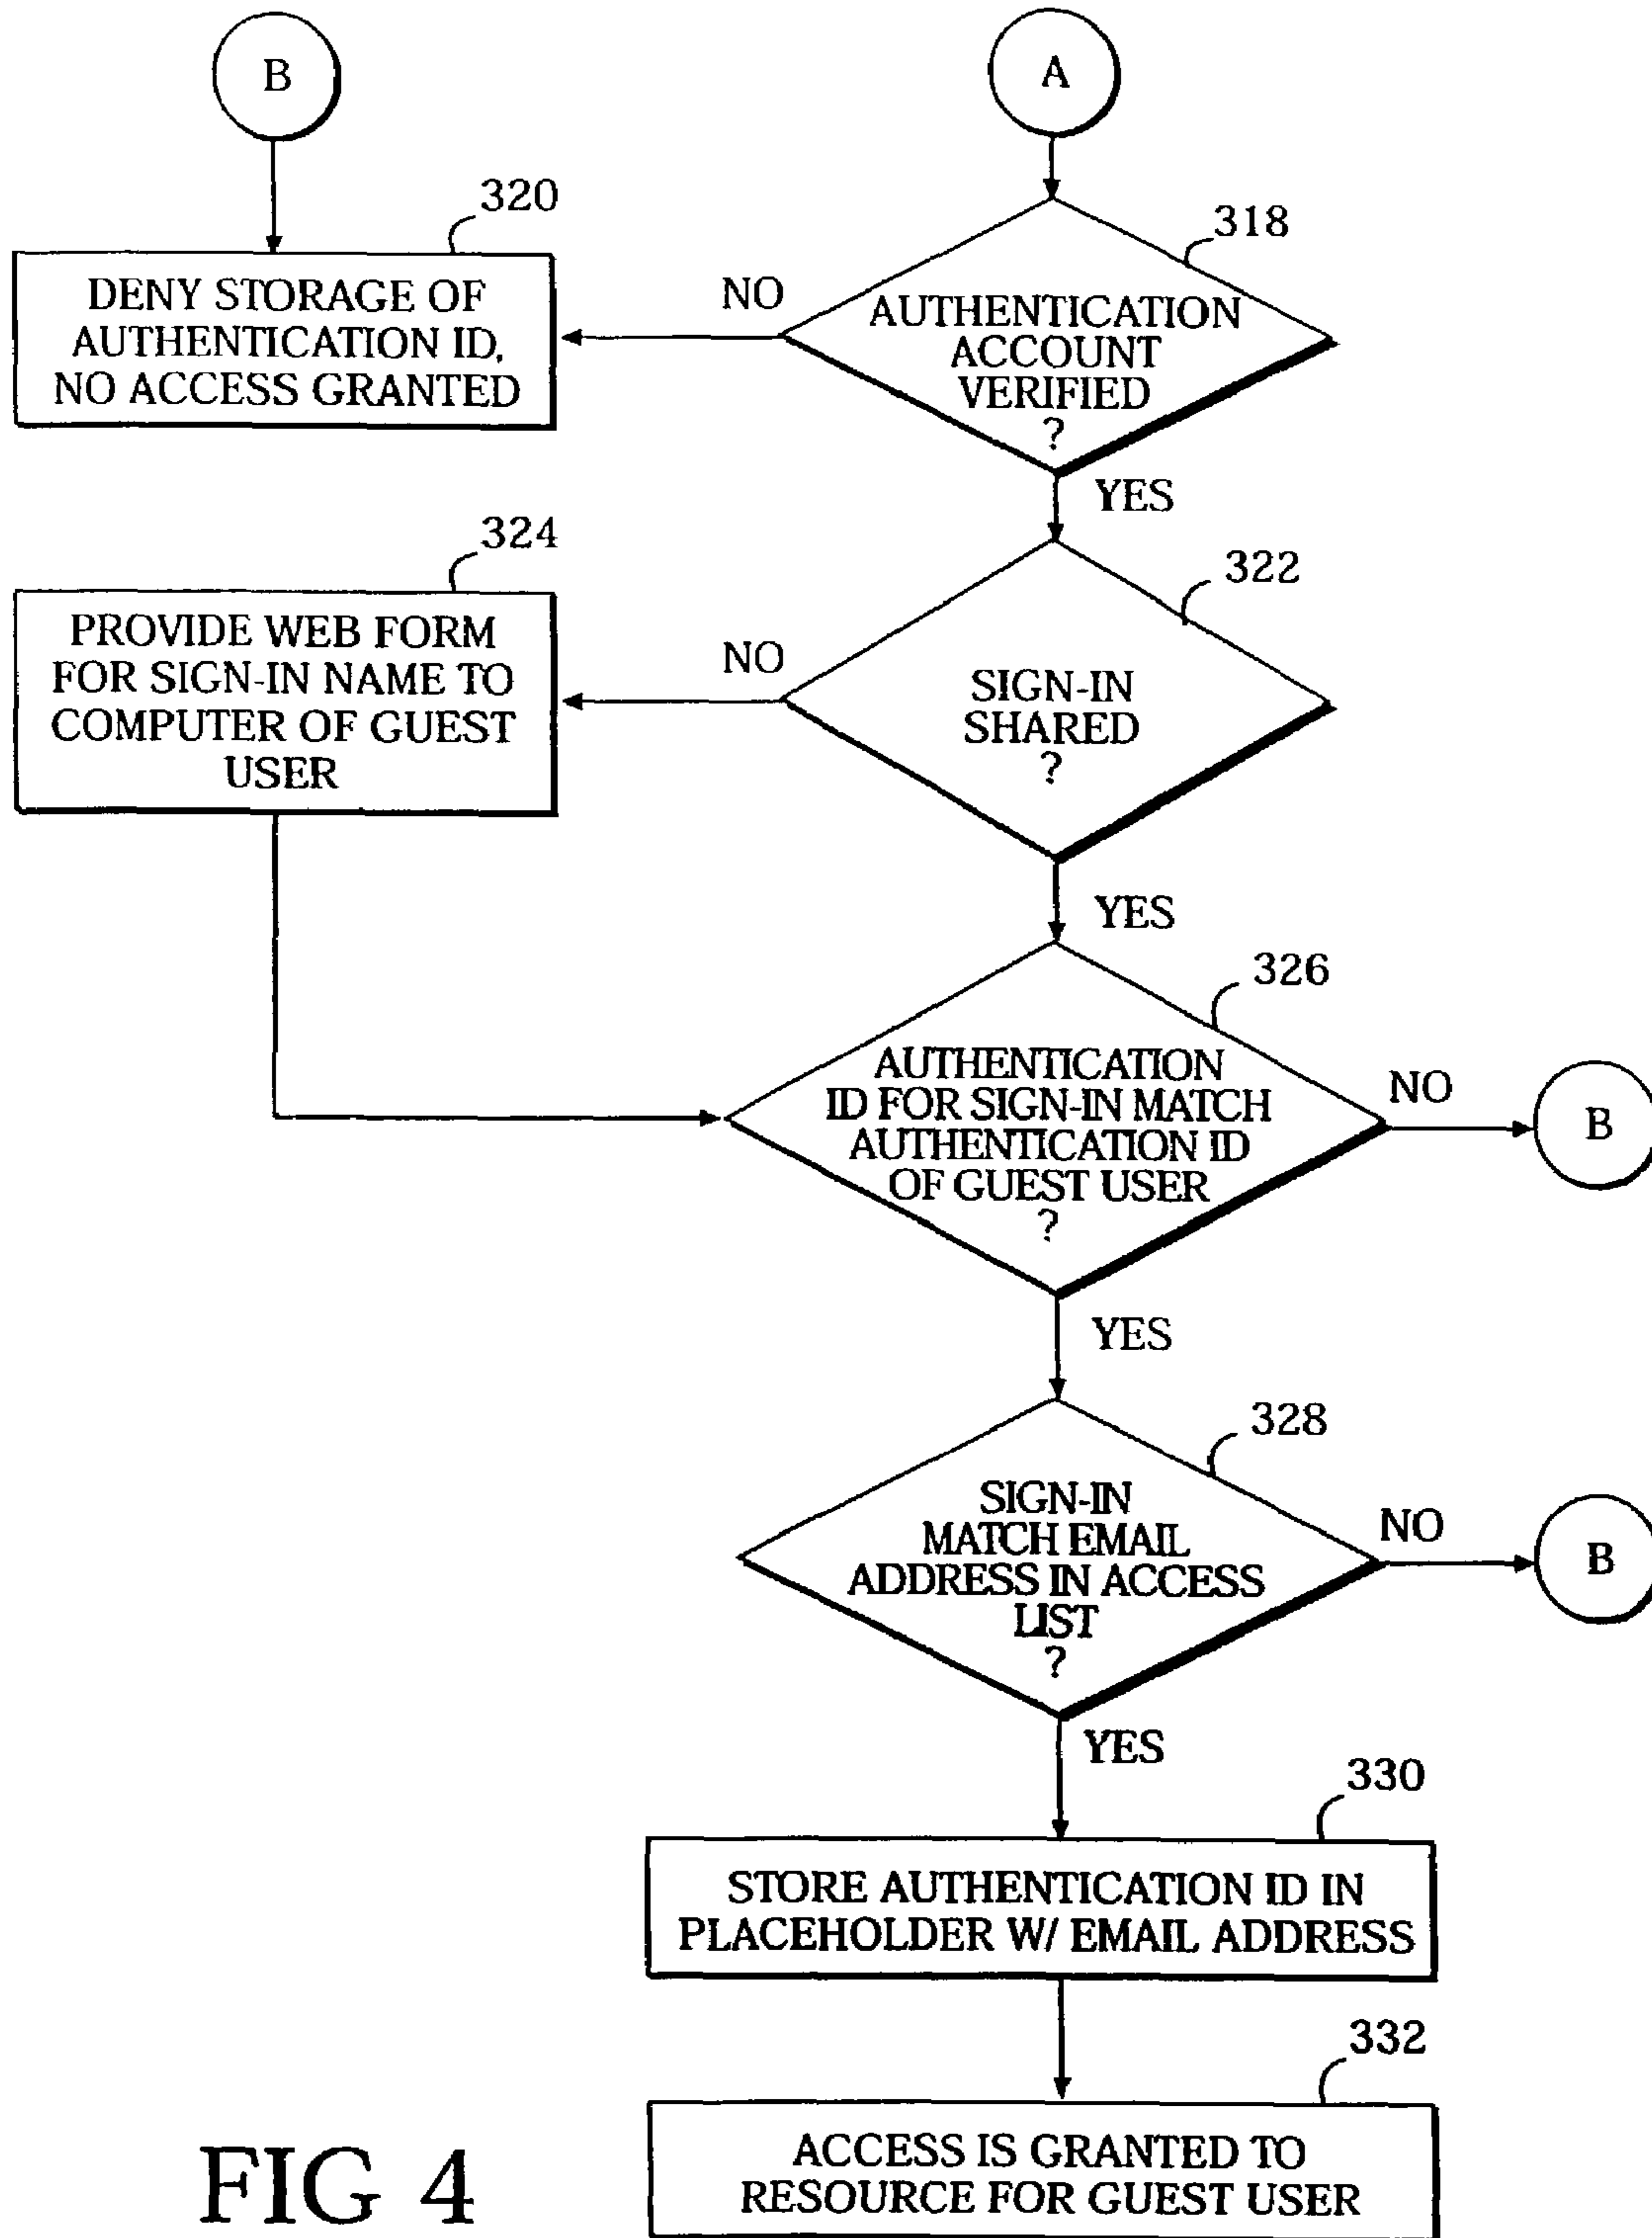 B
A
320
DENY STORAGE OF
AUTHENTICATION ID,
NO ACCESS GRANTED
NO
318
AUTHENTICATION
ACCOUNT
VERIFIED
?
YES
324
PROVIDE WEB FORM
FOR SIGN-IN NAME TO
COMPUTER OF GUEST
USER
NO
322
SIGN-IN
SHARED
?
YES
326
AUTHENTICATION
ID FOR SIGN-IN MATCH
AUTHENTICATION ID
OF GUEST USER
?
NO
B
YES
328
SIGN-IN
MATCH EMAIL
ADDRESS IN ACCESS
LIST
?
NO
B
YES
330
STORE AUTHENTICATION ID IN
PLACEHOLDER W/ EMAIL ADDRESS
332
ACCESS IS GRANTED TO
RESOURCE FOR GUEST USER
FIG 4